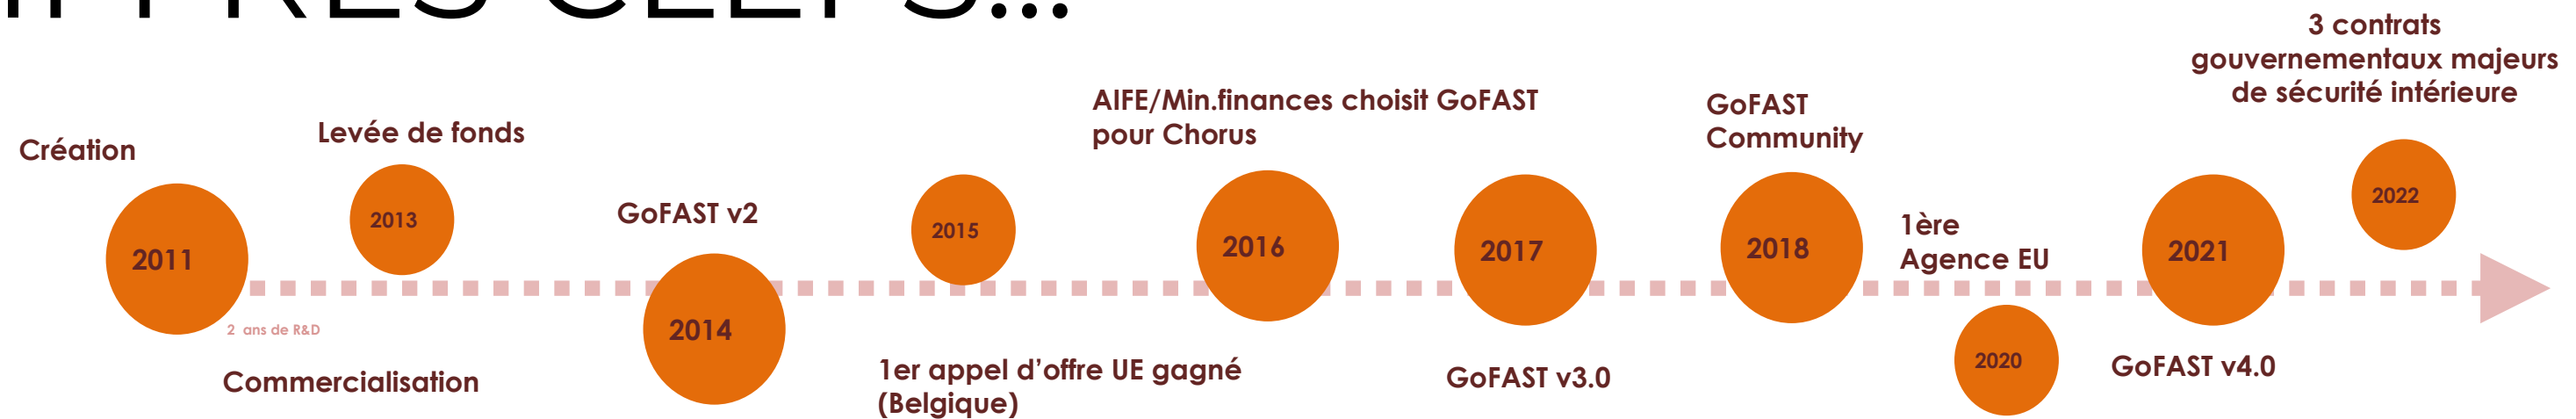 CLEFS...
Création
2011
2 ans de R&D
Commercialisation
Levée de fonds
2013
GoFAST v2
2014
2015
1er appel d’offre UE gagné
(Belgique)
AIFE/Min.finances choisit GoFAST
pour Chorus
2016
2017
GoFAST v3.0
GoFAST
Community
2018
1ère
Agence EU
2020
2021
GoFAST v4.0
3 contrats
gouvernementaux majeurs
de sécurité intérieure
2022